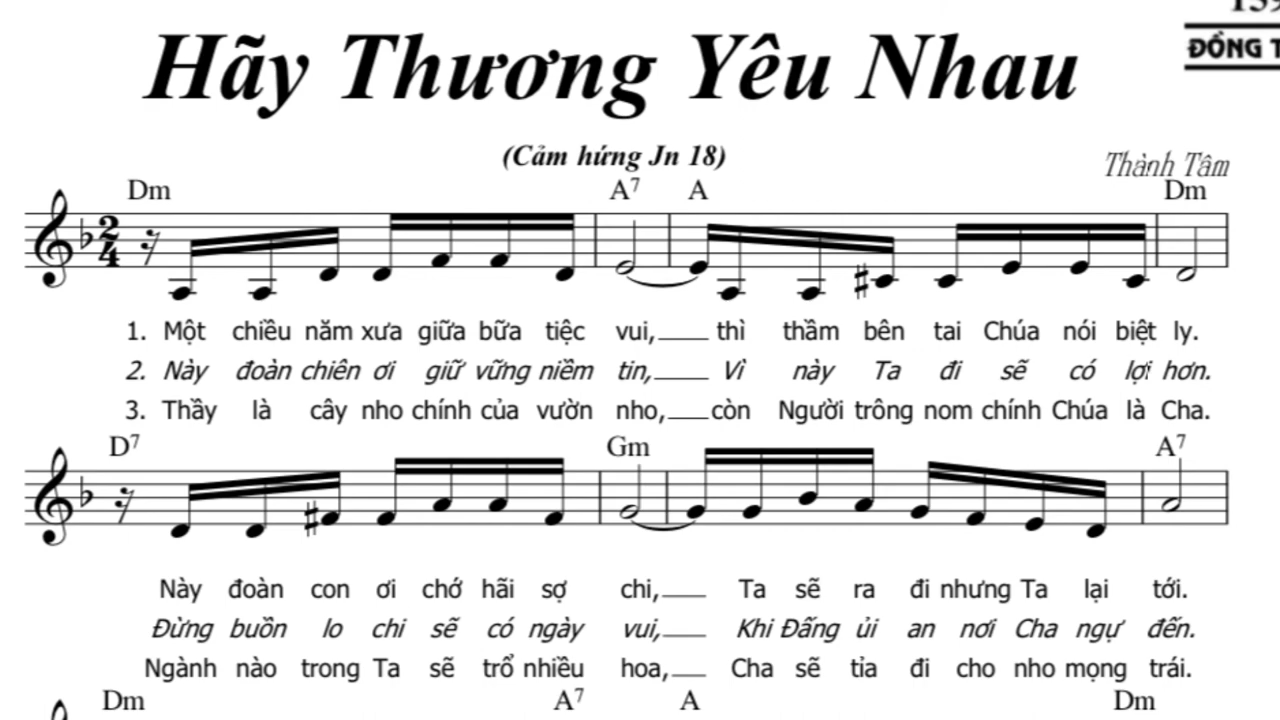 Hãy Thương Yêu Nhau
ĐỒNG
(Cảm hứng Jn 18)
Thành Tâm
Dm A7 A Dm
1. Một chiều năm xưa giữa bữa tiệc vui, thì thầm bên tai Chúa nói biệt ly.
2. Này đoàn chiên ơi giữ vững niềm tin, Vì này Ta đi sẽ có lợi hơn.
3. Thầy là cây nho chính của vườn nho, còn Người trông nom chính Chúa là Cha.
D7 Gm A7
Này đoàn con ơi chớ hãi sợ chi, Ta sẽ ra đi nhưng Ta lại tới.
Đừng buồn lo chi sẽ có ngày vui, Khi Đấng ủi an nơi Cha ngự đến.
Ngành nào trong Ta sẽ trổ nhiều hoa, Cha sẽ tỉa đi cho nho mọng trái.
Dm A7 A Dm